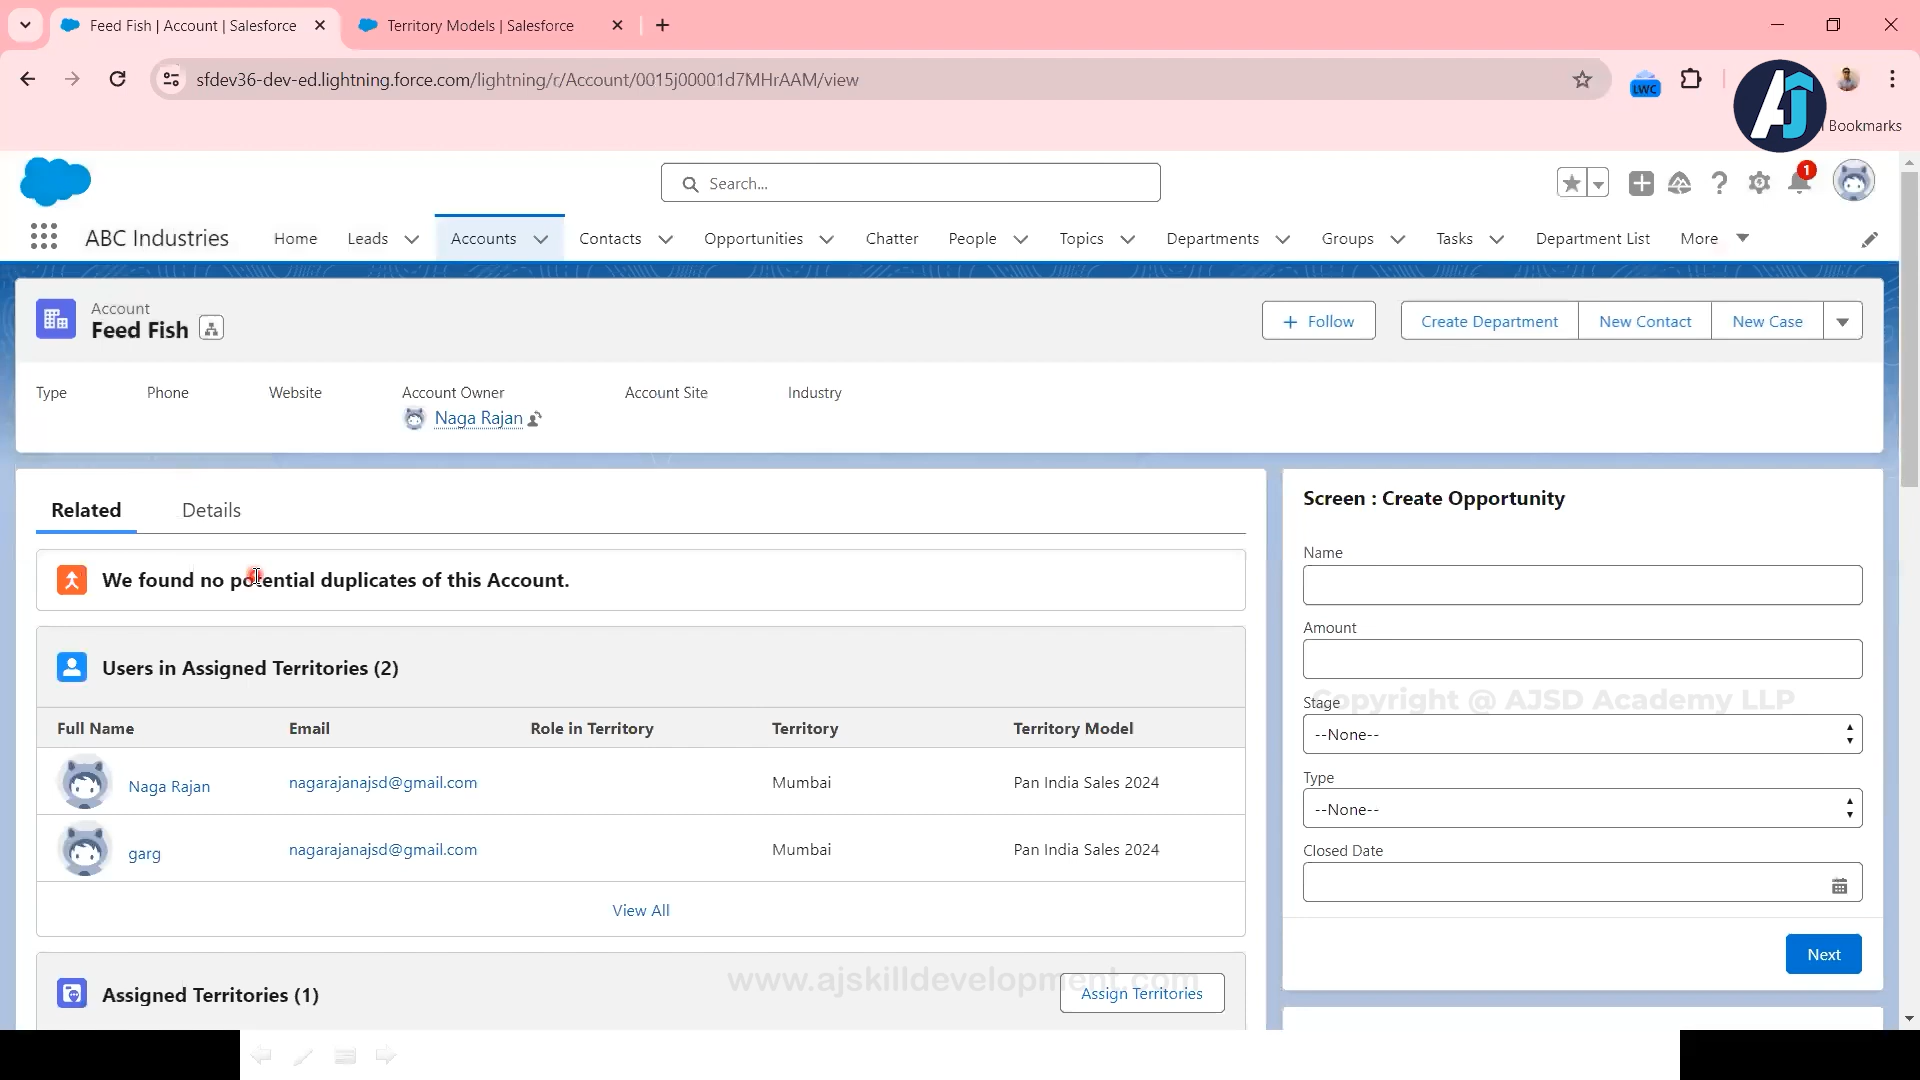 Feed Fish | Account | Salesforce
Territory Models | Salesforce
sfdev36-dev-ed.lightning.force.com/lightning/r/Account/0015j00001d7MHrAAM/view
LWC
AJ
Bookmarks
Search...
1
ABC Industries
Home
Leads
Accounts
Contacts
Opportunities
Chatter
People
Topics
Departments
Groups
Tasks
Department List
More
Account
Feed Fish
Follow
Create Department
New Contact
New Case
Type
Phone
Website
Account Owner
Account Site
Industry
Naga Rajan
Related
Details
We found no potential duplicates of this Account.
Users in Assigned Territories (2)
Full Name
Email
Role in Territory
Territory
Territory Model
Naga Rajan
nagarajanajsd@gmail.com
Mumbai
Pan India Sales 2024
garg
nagarajanajsd@gmail.com
Mumbai
Pan India Sales 2024
View All
Assigned Territories (1)
Assign Territories
www.ajskilldevelopment.com
Screen : Create Opportunity
Name
Amount
Copyright @ AJSD Academy LLP
Stage
--None--
Type
--None--
Closed Date
Next